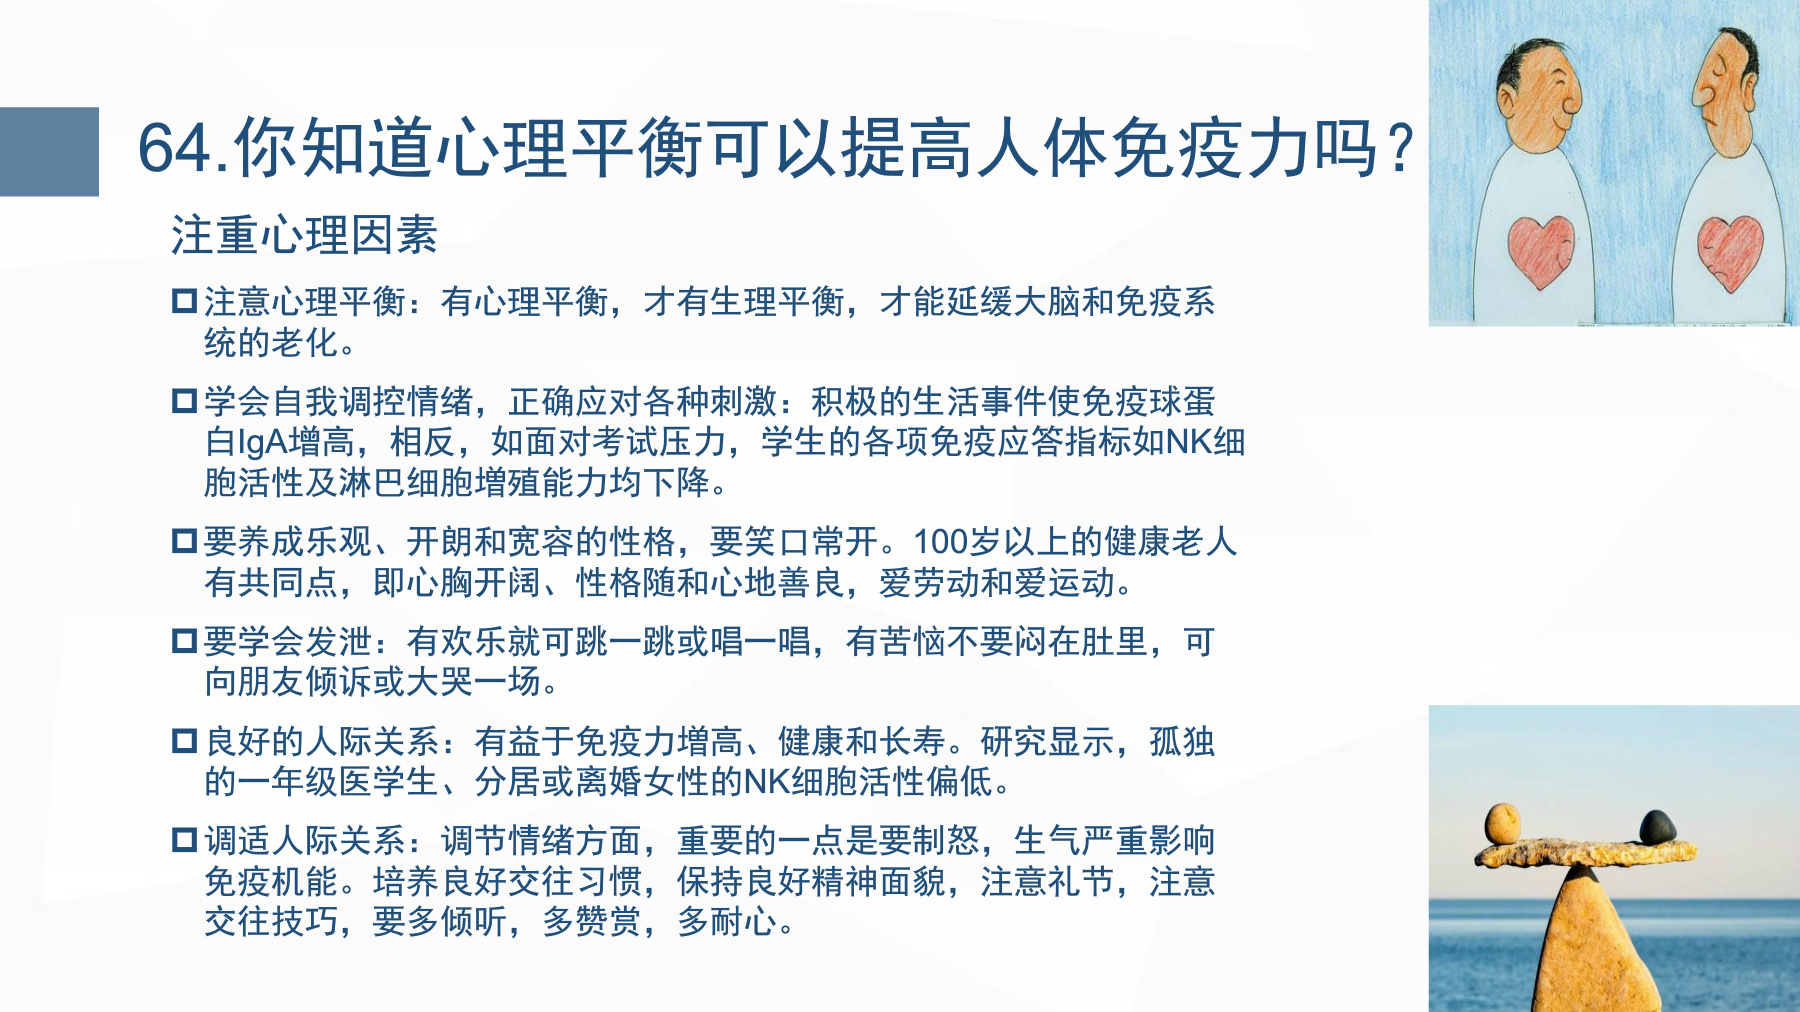 64.你知道心理平衡可以提高人体免疫力吗？
注重心理因素
注意心理平衡：有心理平衡，才有生理平衡，才能延缓大脑和免疫系
统的老化。
学会自我调控情绪，正确应对各种刺激：积极的生活事件使免疫球蛋
白IgA增高，相反，如面对考试压力，学生的各项免疫应答指标如NK细
胞活性及淋巴细胞增殖能力均下降。
要养成乐观、开朗和宽容的性格，要笑口常开。100岁以上的健康老人
有共同点，即心胸开阔、性格随和心地善良，爱劳动和爱运动。
要学会发泄：有欢乐就可跳一跳或唱一唱，有苦恼不要闷在肚里，可
向朋友倾诉或大哭一场。
良好的人际关系：有益于免疫力增高、健康和长寿。研究显示，孤独
的一年级医学生、分居或离婚女性的NK细胞活性偏低。
调适人际关系：调节情绪方面，重要的一点是要制怒，生气严重影响
免疫机能。培养良好交往习惯，保持良好精神面貌，注意礼节，注意
交往技巧，要多倾听，多赞赏，多耐心。